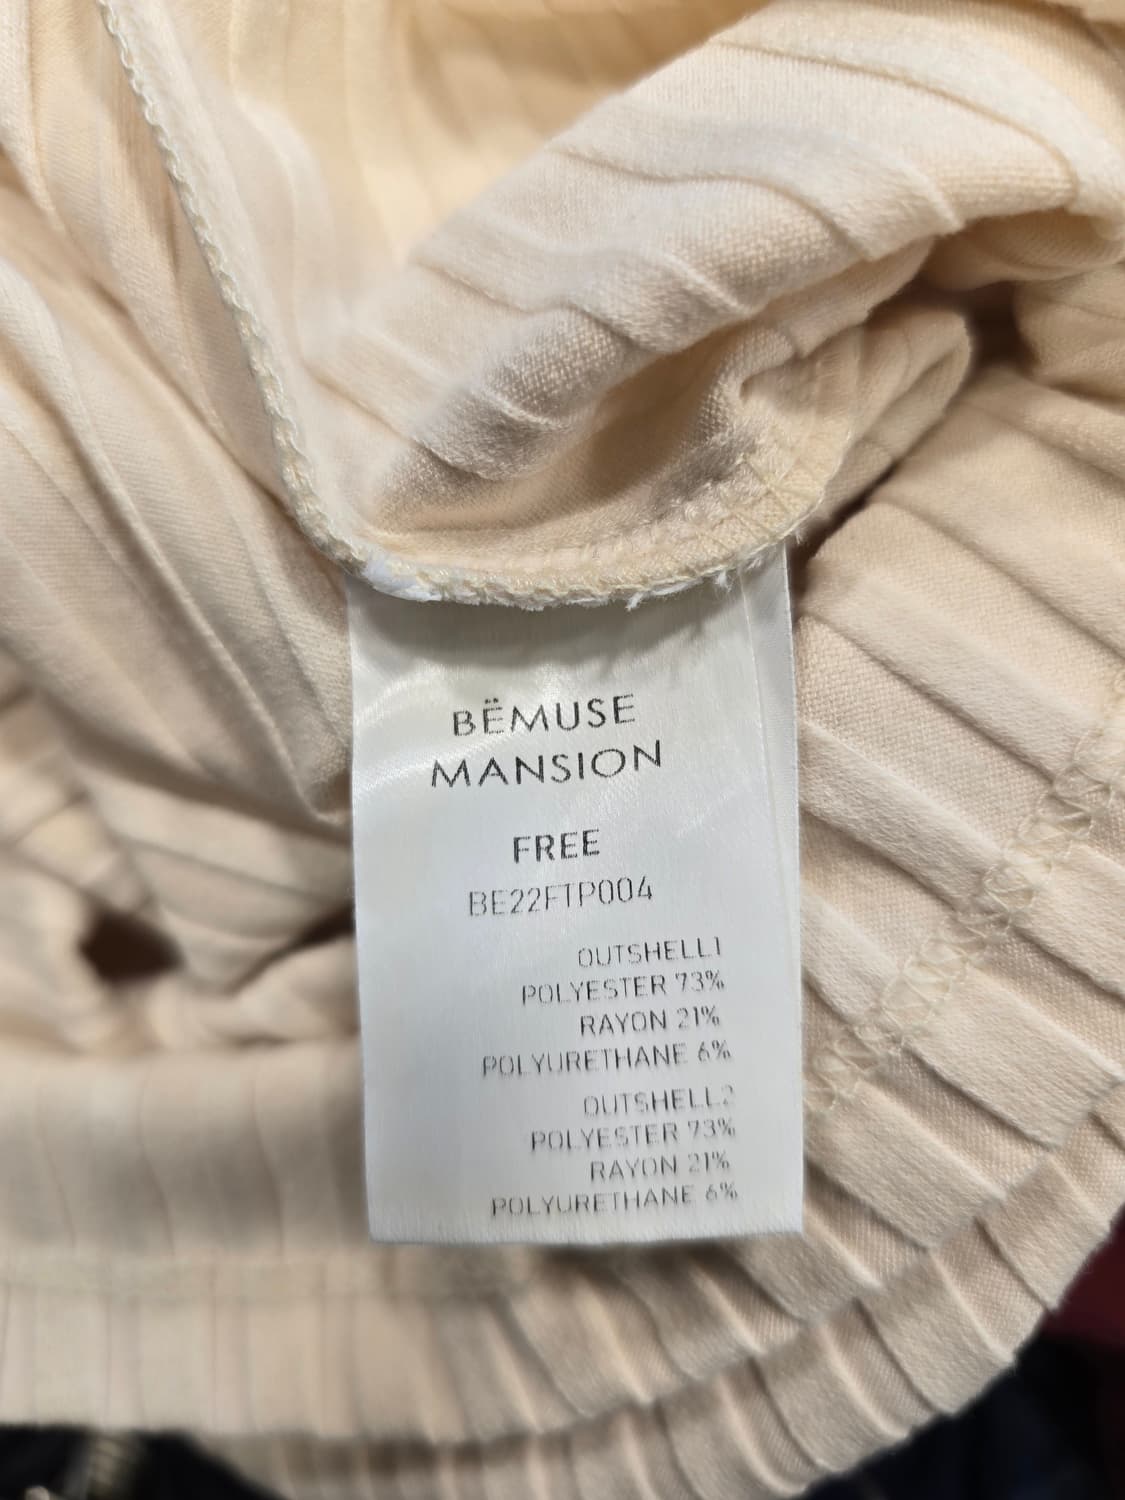 BËMUSE
MANSION
FREE
BE22FTP004
OUTSHELL1
POLYESTER 73%
RAYON 21%
POLYURETHANE 6%
OUTSHELL2
POLYESTER 73%
RAYON 21%
POLYURETHANE 6%